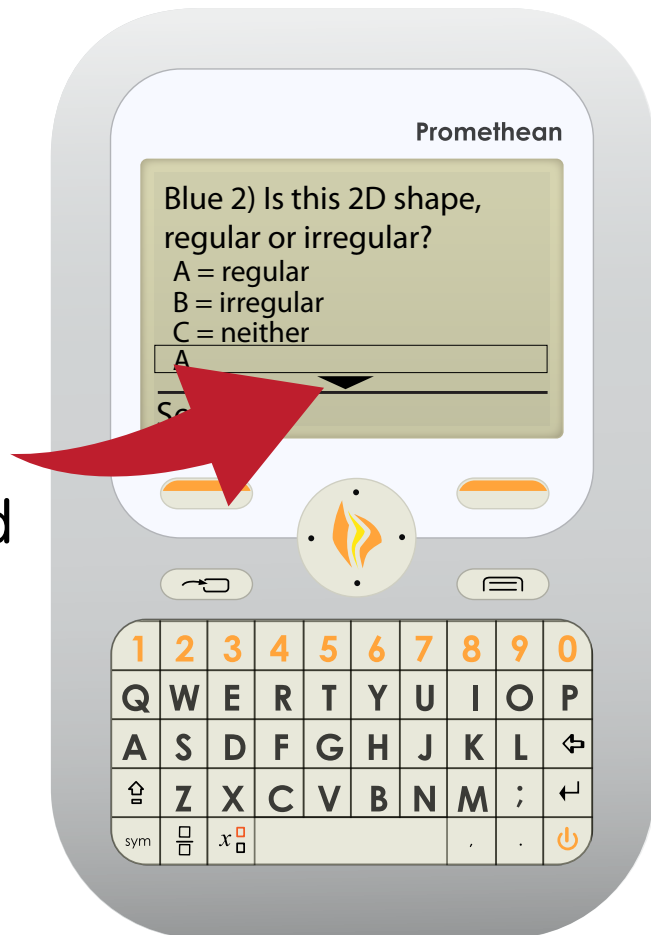 Promethean
Blue 2) Is this 2D shape,
regular or irregular?
A = regular
B = irregular
C = neither
A
d
1 2 3 4 5 6 7 8 9 0
Q W E R T Y U I O P
A S D F G H J K L
Z X C V B N M ;
sym x , .